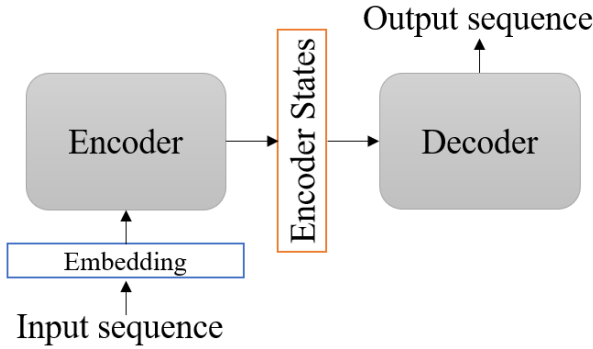 Output sequence
Encoder
Encoder States
Decoder
Embedding
Input sequence